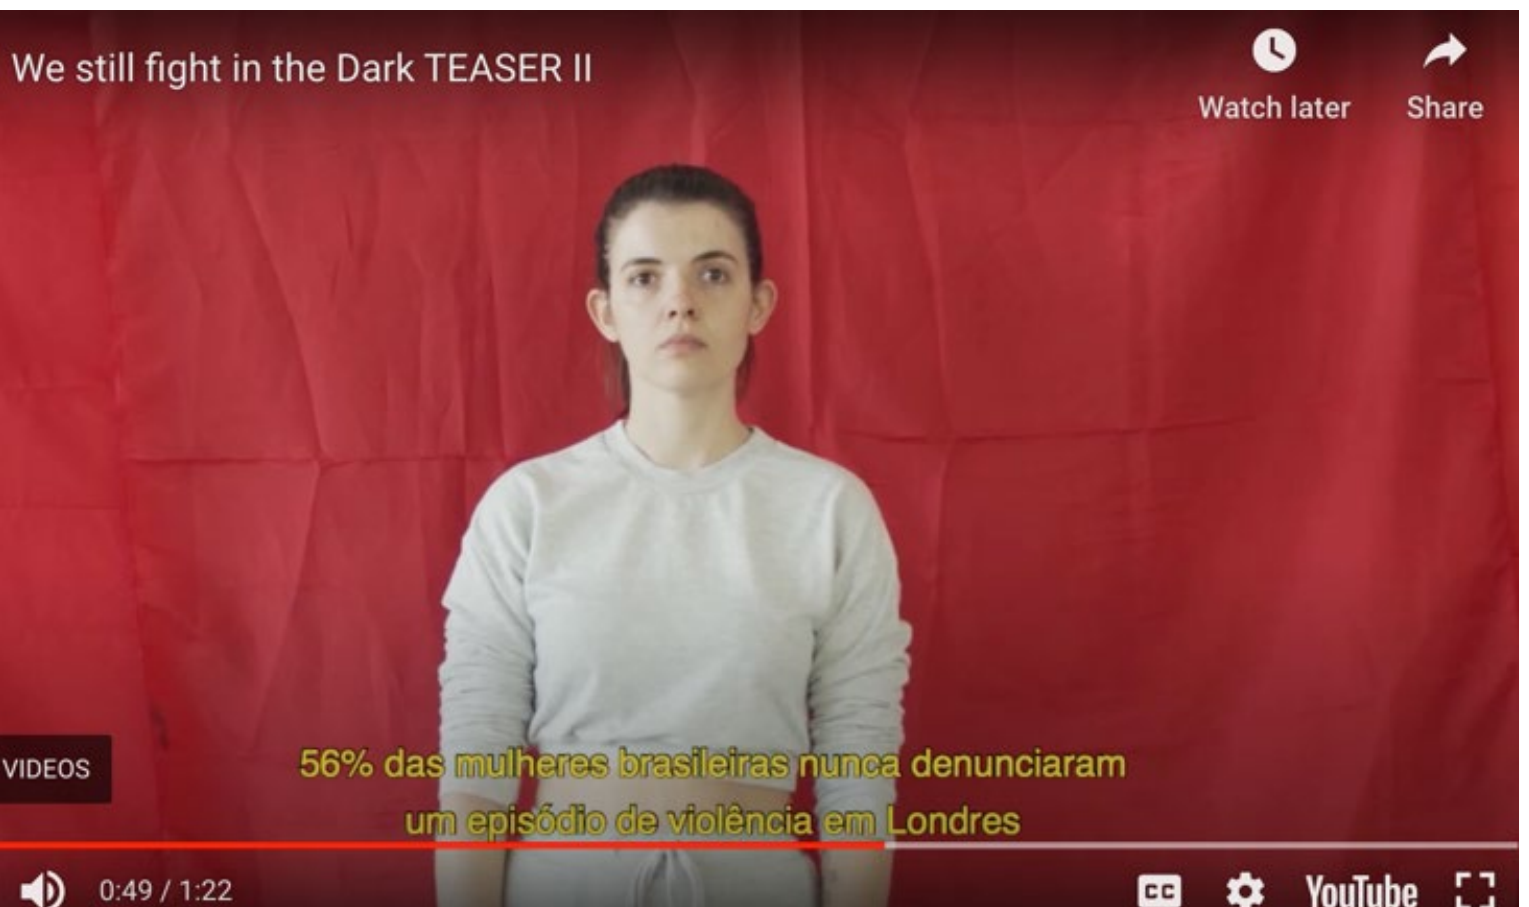 We still fight in the Dark TEASER II
Watch later
Share
VIDEOS
56% das mulheres brasileiras nunca denunciaram
um episódio de violência em Londres
0:49 / 1:22
CC
YouTube